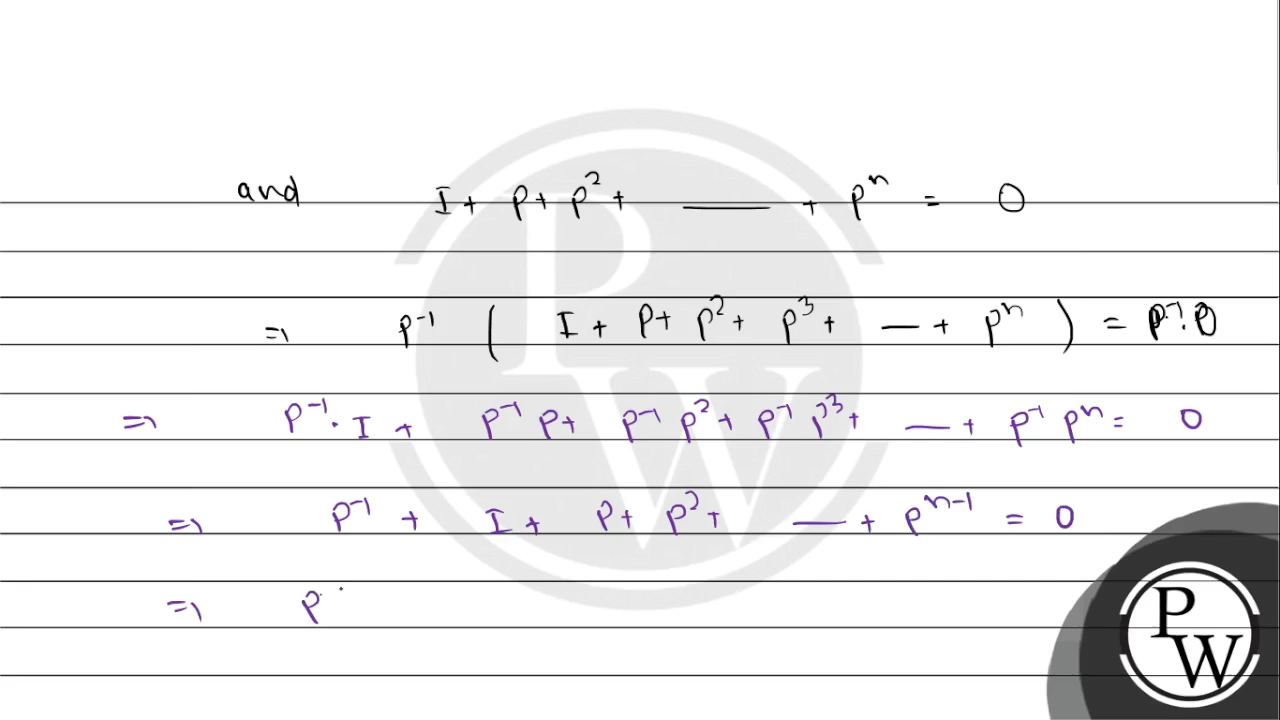 and I + P + P² + — + Pⁿ = 0
⇒ P⁻¹ ( I + P + P² + P³ + — + Pⁿ ) = P⁻¹.0
⇒ P⁻¹. I + P⁻¹ P + P⁻¹ P² + P⁻¹ P³ + — + P⁻¹ Pⁿ = 0
⇒ P⁻¹ + I + P + P² + — + Pⁿ⁻¹ = 0
⇒ P
PW
PW